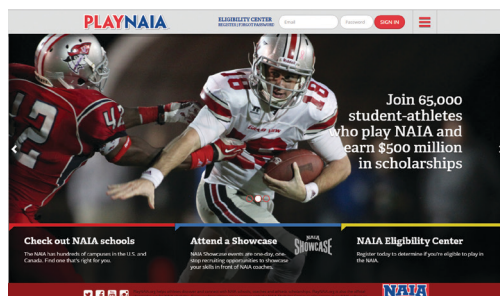 PLAYNAIA
ELIGIBILITY CENTER
REGISTER | FORGOT PASSWORD
Email
Password
SIGN IN
42
18
18
Join 65,000
student-athletes
who play NAIA and
earn $500 million
in scholarships
Check out NAIA schools
The NAIA has hundreds of campuses in the U.S. and
Canada. Find one that's right for you.
Attend a Showcase
NAIA Showcase events are one-day, one-
stop recruiting opportunities to showcase
your skills in front of NAIA coaches.
NAIA
SHOWCASE
NAIA Eligibility Center
Register today to determine if you're eligible to play in
the NAIA.
NAIA